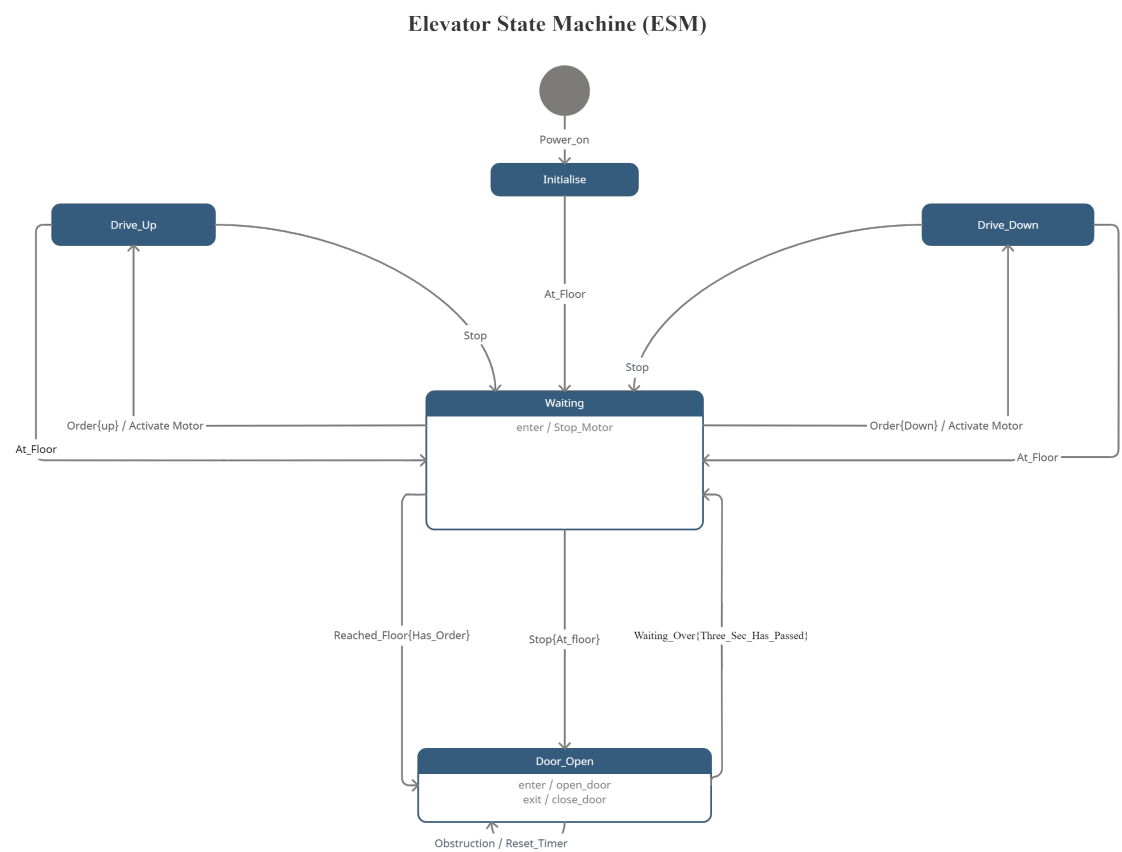 Elevator State Machine (ESM)
Power_on
Initialise
Drive_Up
Drive_Down
At_Floor
Stop
Stop
Waiting
enter / Stop_Motor
Order{up} / Activate Motor
Order{Down} / Activate Motor
At_Floor
At_Floor
Reached_Floor{Has_Order}
Stop{At_floor}
Waiting_Over{Three_Sec_Has_Passed}
Door_Open
enter / open_door
exit / close_door
Obstruction / Reset_Timer